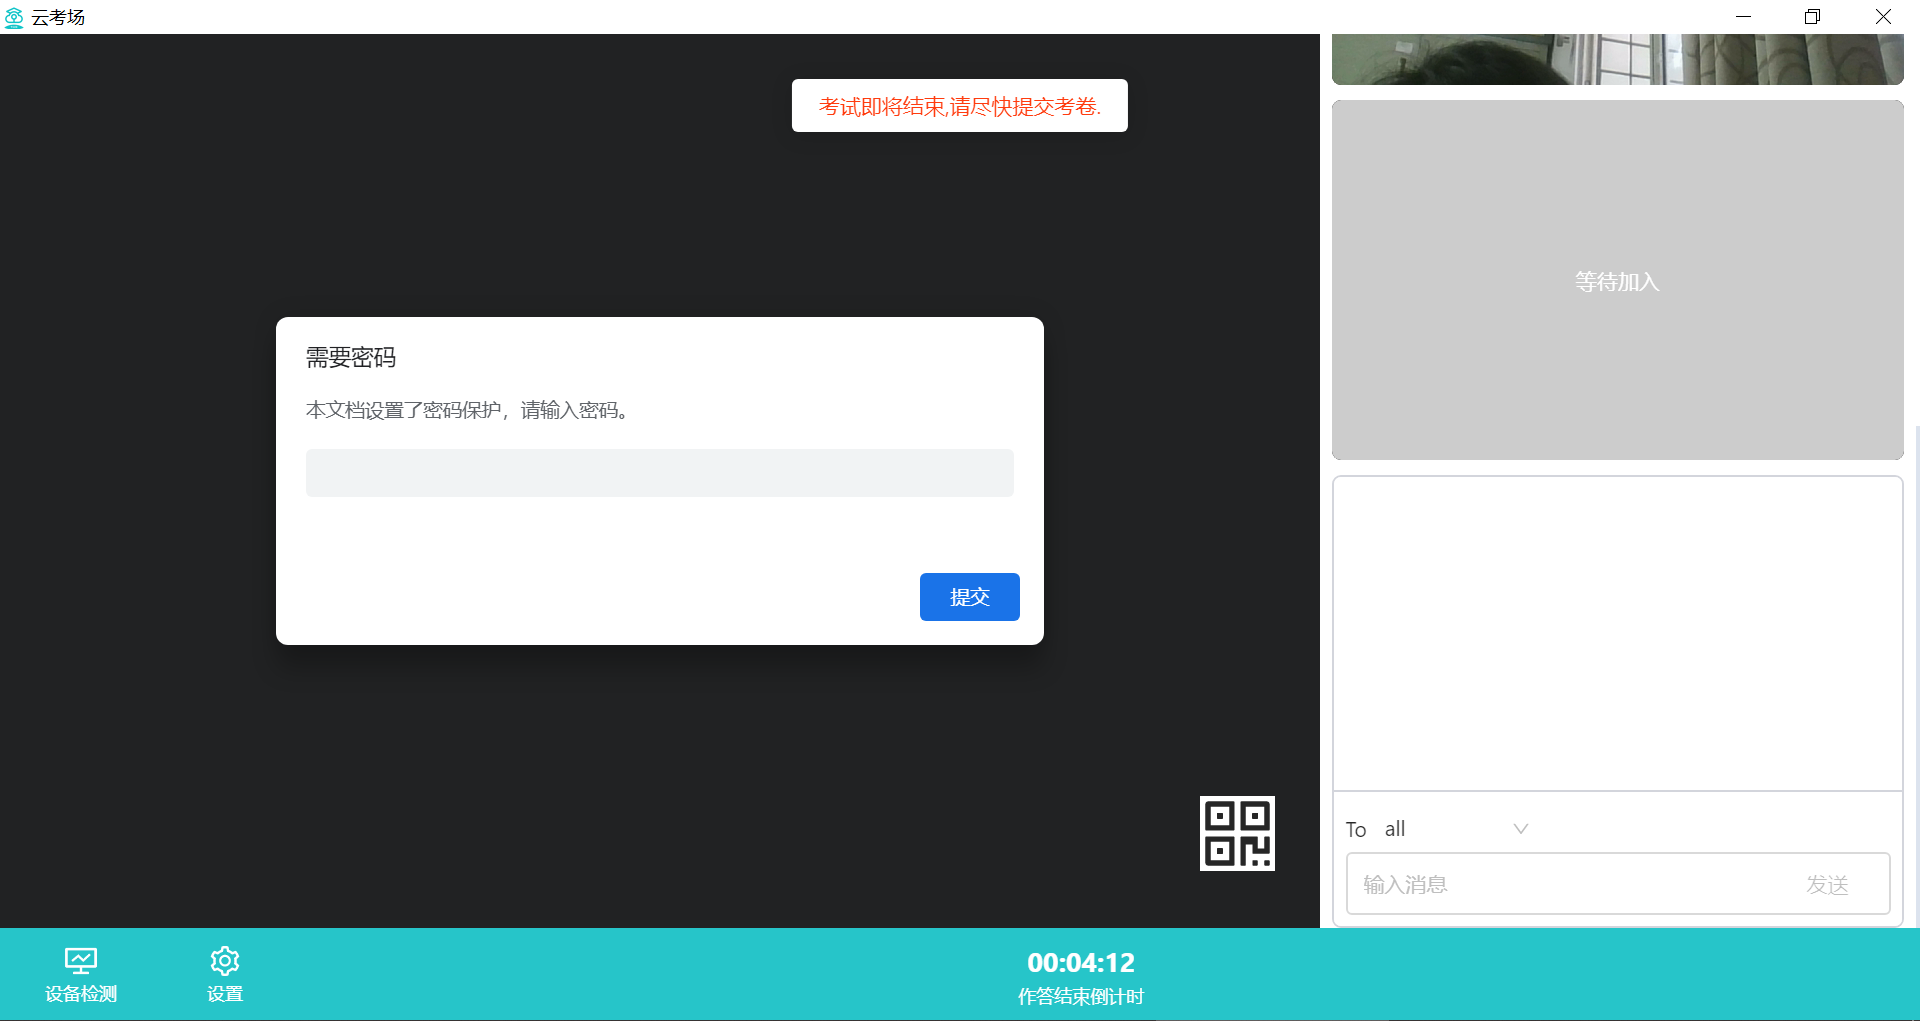 云考场
考试即将结束,请尽快提交考卷.
等待加入
需要密码
本文档设置了密码保护，请输入密码。
提交
To all
输入消息
发送
设备检测
设置
00:04:12
作答结束倒计时